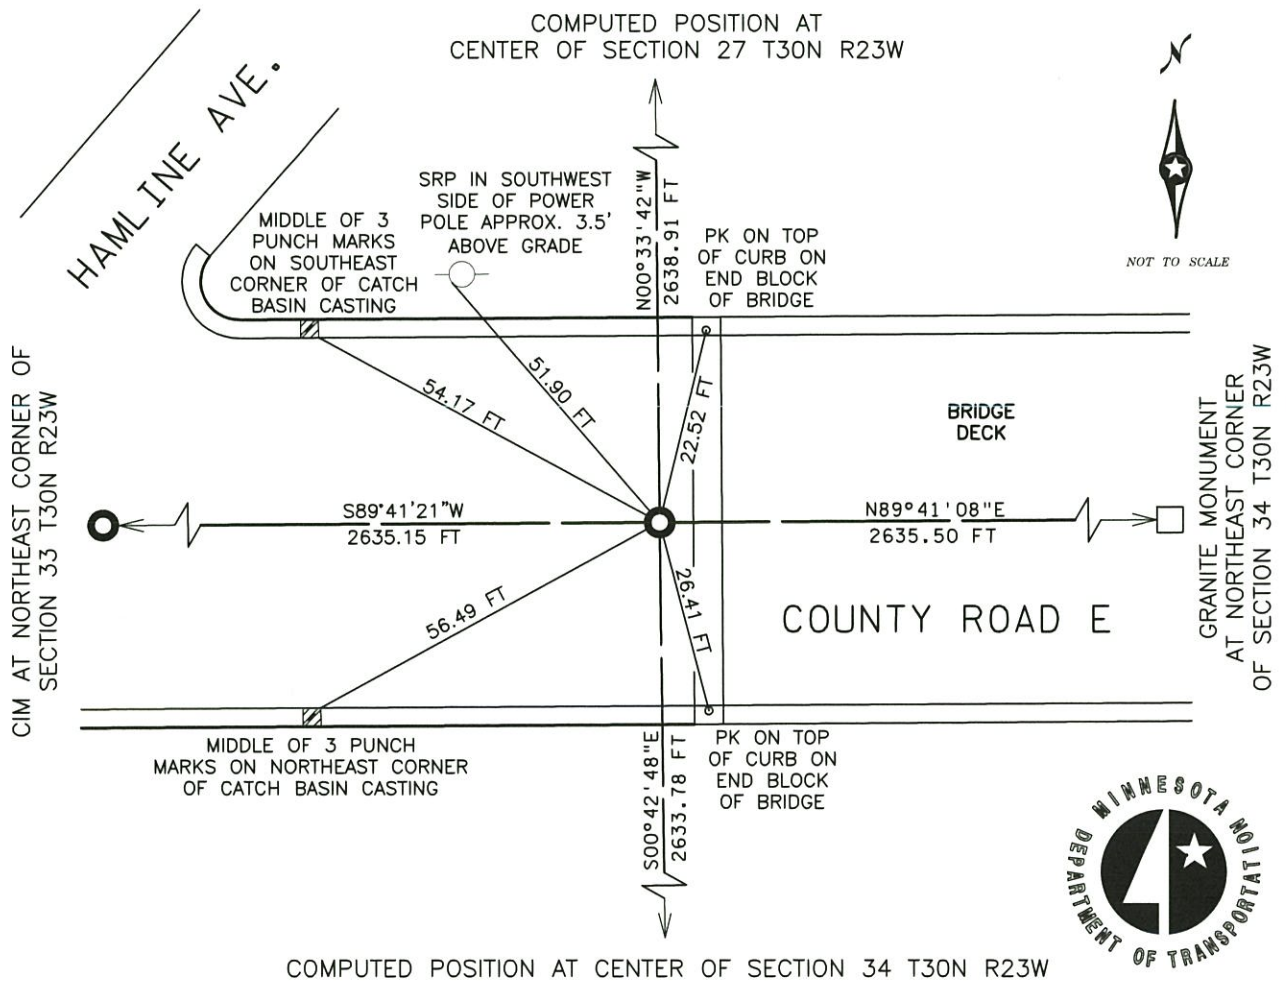 COMPUTED POSITION AT
CENTER OF SECTION 27 T30N R23W
N
NOT TO SCALE
HAMLINE AVE.
SRP IN SOUTHWEST
SIDE OF POWER
POLE APPROX. 3.5'
ABOVE GRADE
MIDDLE OF 3
PUNCH MARKS
ON SOUTHEAST
CORNER OF CATCH
BASIN CASTING
N00°33'42"W
2638.91 FT
PK ON TOP
OF CURB ON
END BLOCK
OF BRIDGE
54.17 FT
51.90 FT
22.52 FT
BRIDGE
DECK
CIM AT NORTHEAST CORNER OF
SECTION 33 T30N R23W
S89°41'21"W
2635.15 FT
N89°41'08"E
2635.50 FT
GRANITE MONUMENT
AT NORTHEAST CORNER
OF SECTION 34 T30N R23W
56.49 FT
26.41 FT
COUNTY ROAD E
MIDDLE OF 3 PUNCH
MARKS ON NORTHEAST CORNER
OF CATCH BASIN CASTING
S00°42'48"E
2633.78 FT
PK ON TOP
OF CURB ON
END BLOCK
OF BRIDGE
MINNESOTA
DEPARTMENT OF TRANSPORTATION
COMPUTED POSITION AT CENTER OF SECTION 34 T30N R23W